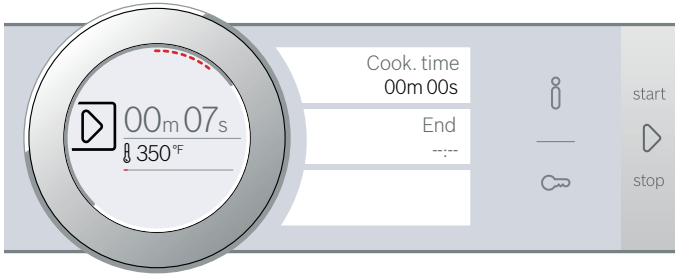 00m 07s
350°F
Cook. time
00m 00s
End
--:--
start
stop